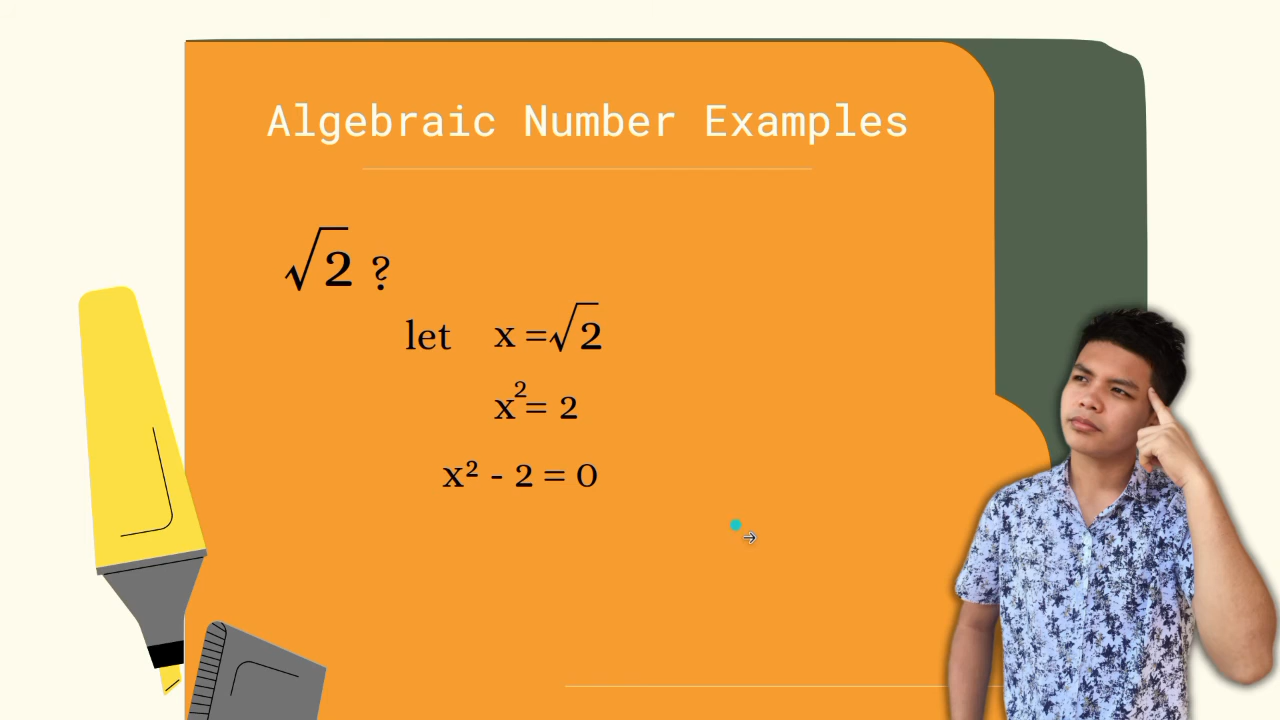 Algebraic Number Examples
√2 ?
let x = √2
x² = 2
x² - 2 = 0